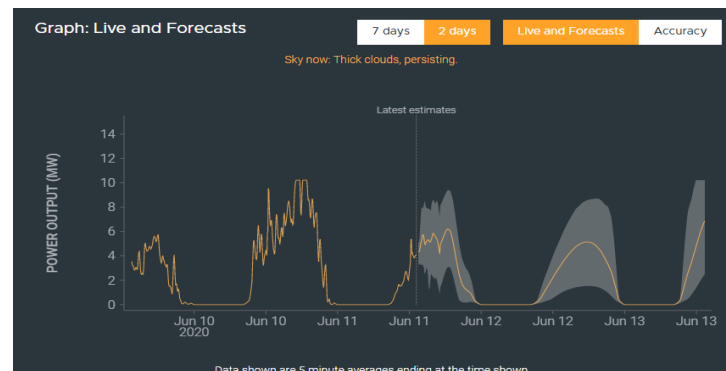 Graph: Live and Forecasts
7 days
2 days
Live and Forecasts
Accuracy
Sky now: Thick clouds, persisting.
Latest estimates
POWER OUTPUT (MW)
14
12
10
8
6
4
2
0
Jun 10 Jun 10 Jun 11 Jun 11 Jun 12 Jun 12 Jun 13 Jun 13
2020
Data shown are 5 minute averages ending at the time shown